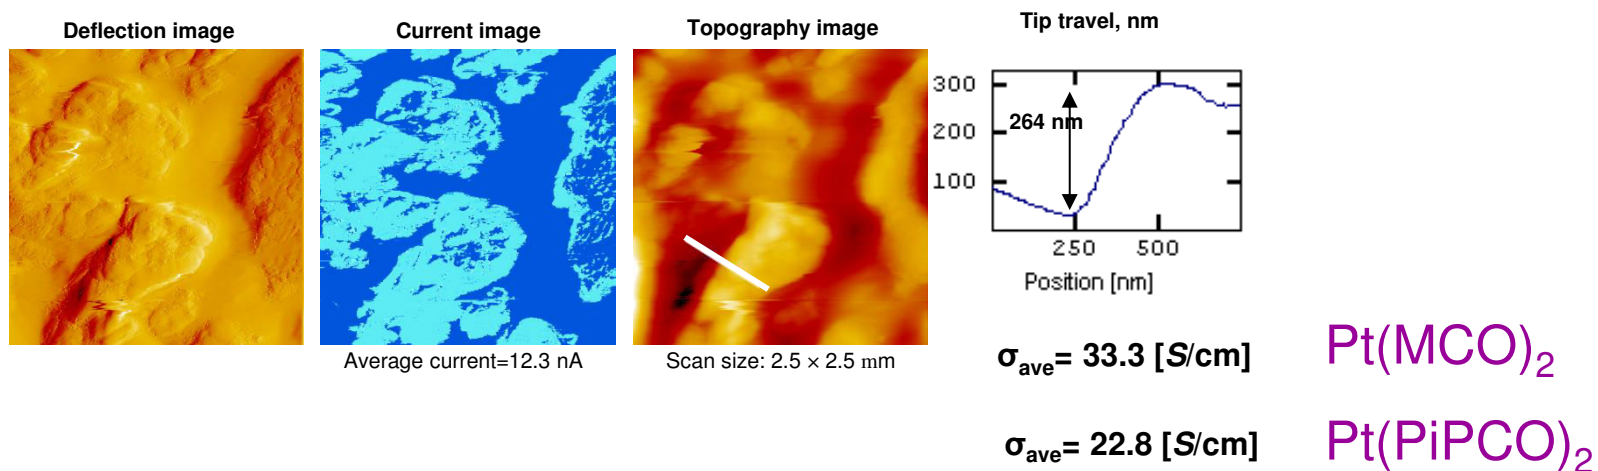 Deflection image
Current image
Topography image
Tip travel, nm
300
200
100
264 nm
250 500
Position [nm]
Average current=12.3 nA
Scan size: 2.5 × 2.5 mm
σave= 33.3 [S/cm]
Pt(MCO)2
σave= 22.8 [S/cm]
Pt(PiPCO)2